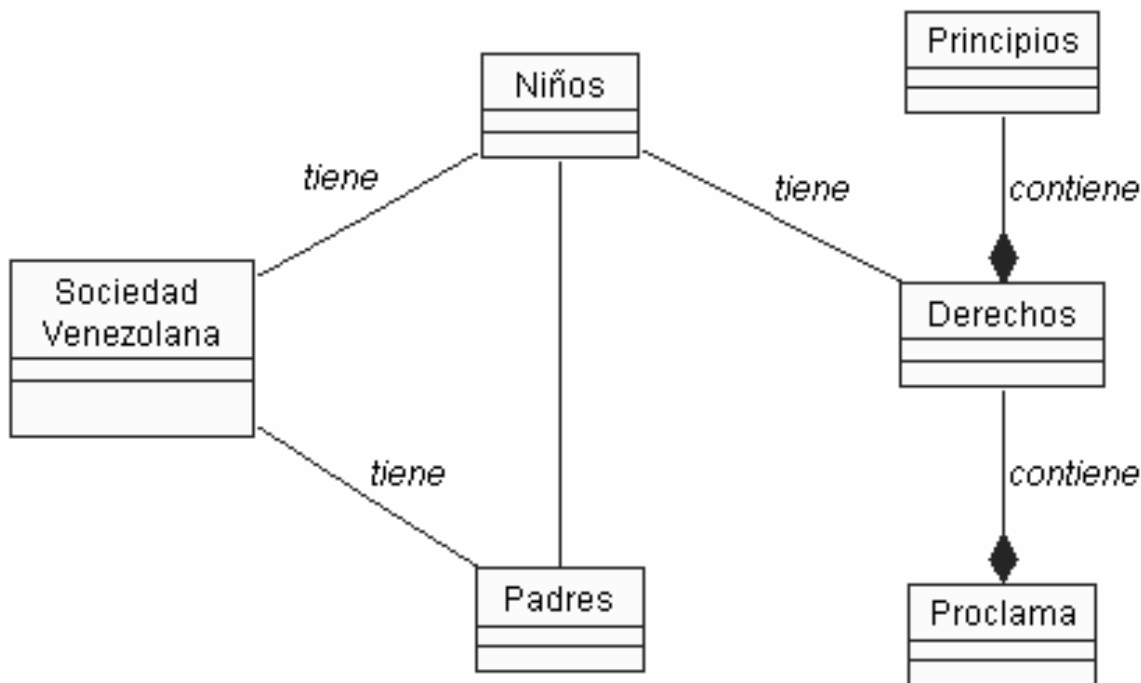 Principios
Niños
tiene
tiene
contiene
Sociedad
Venezolana
Derechos
tiene
contiene
Padres
Proclama